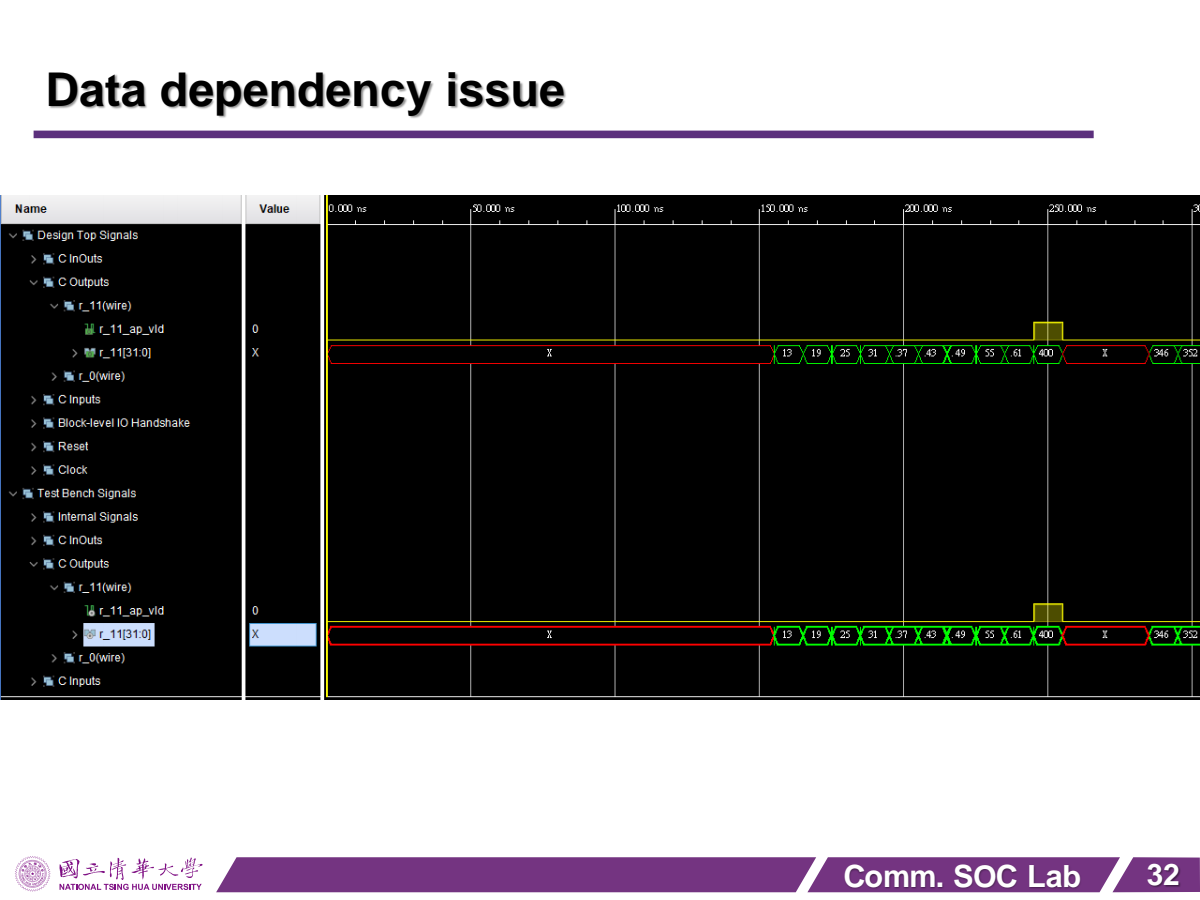 Data dependency issue
Name Value 0.000 ns 50.000 ns 100.000 ns 150.000 ns 200.000 ns 250.000 ns
Design Top Signals
C InOuts
C Outputs
r_11(wire)
r_11_ap_vld 0
r_11[31:0] X X 13 19 25 31 37 43 49 55 61 400 X 346 352
r_0(wire)
C Inputs
Block-level IO Handshake
Reset
Clock
Test Bench Signals
Internal Signals
C InOuts
C Outputs
r_11(wire)
r_11_ap_vld 0
r_11[31:0] X X 13 19 25 31 37 43 49 55 61 400 X 346 352
r_0(wire)
C Inputs
國立清華大學
NATIONAL TSING HUA UNIVERSITY
Comm. SOC Lab 32